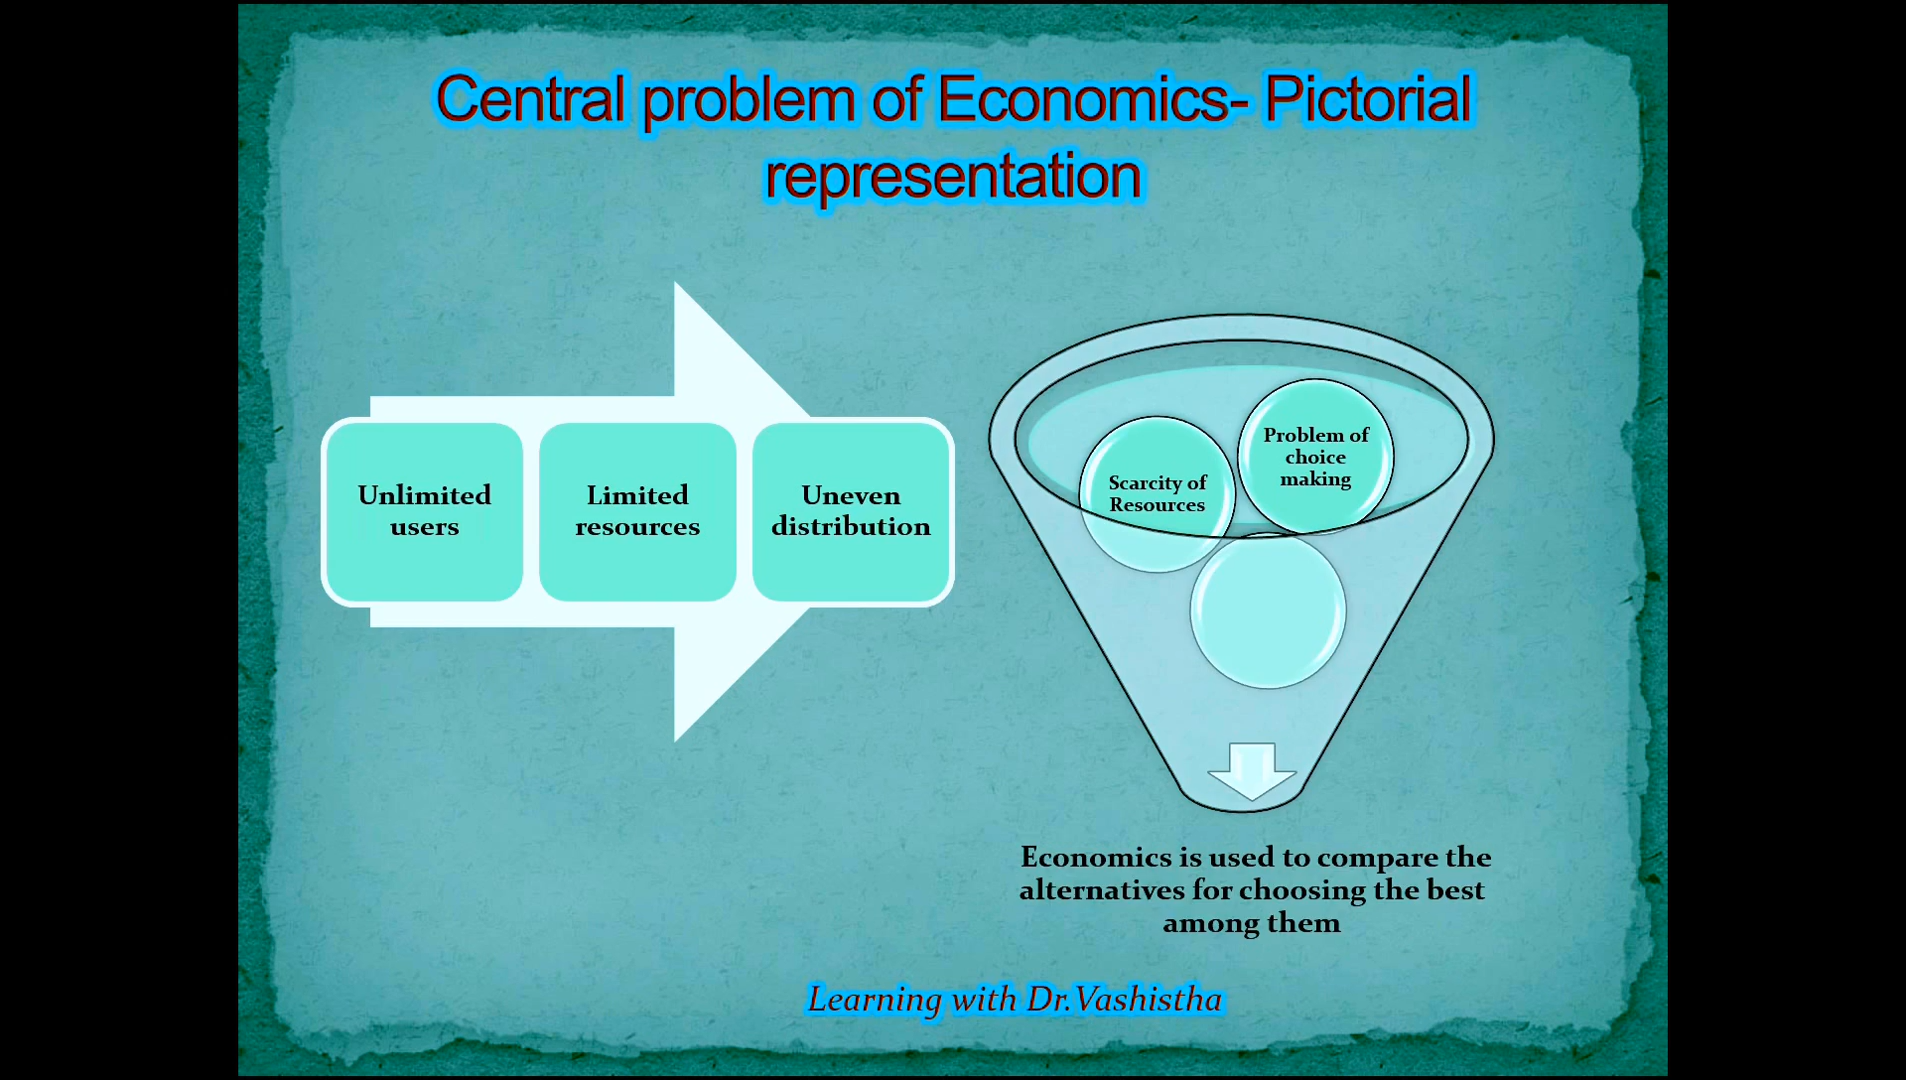 Central problem of Economics- Pictorial
representation
Unlimited
users
Limited
resources
Uneven
distribution
Scarcity of
Resources
Problem of
choice
making
Economics is used to compare the
alternatives for choosing the best
among them
Learning with Dr.Vashistha